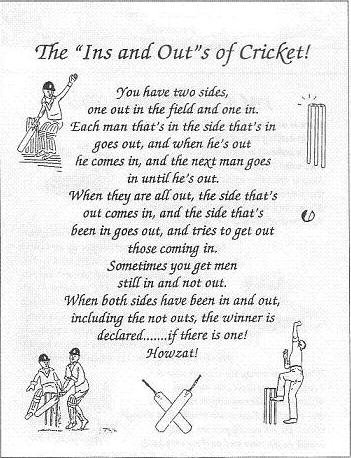 The "Ins and Out"s of Cricket!
You have two sides,
one out in the field and one in.
Each man that's in the side that's in
goes out, and when he's out
he comes in, and the next man goes
in until he's out.
When they are all out, the side that's
out comes in, and the side that's
been in goes out, and tries to get out
those coming in.
Sometimes you get men
still in and not out.
When both sides have been in and out,
including the not outs, the winner is
declared.......if there is one!
Howzat!